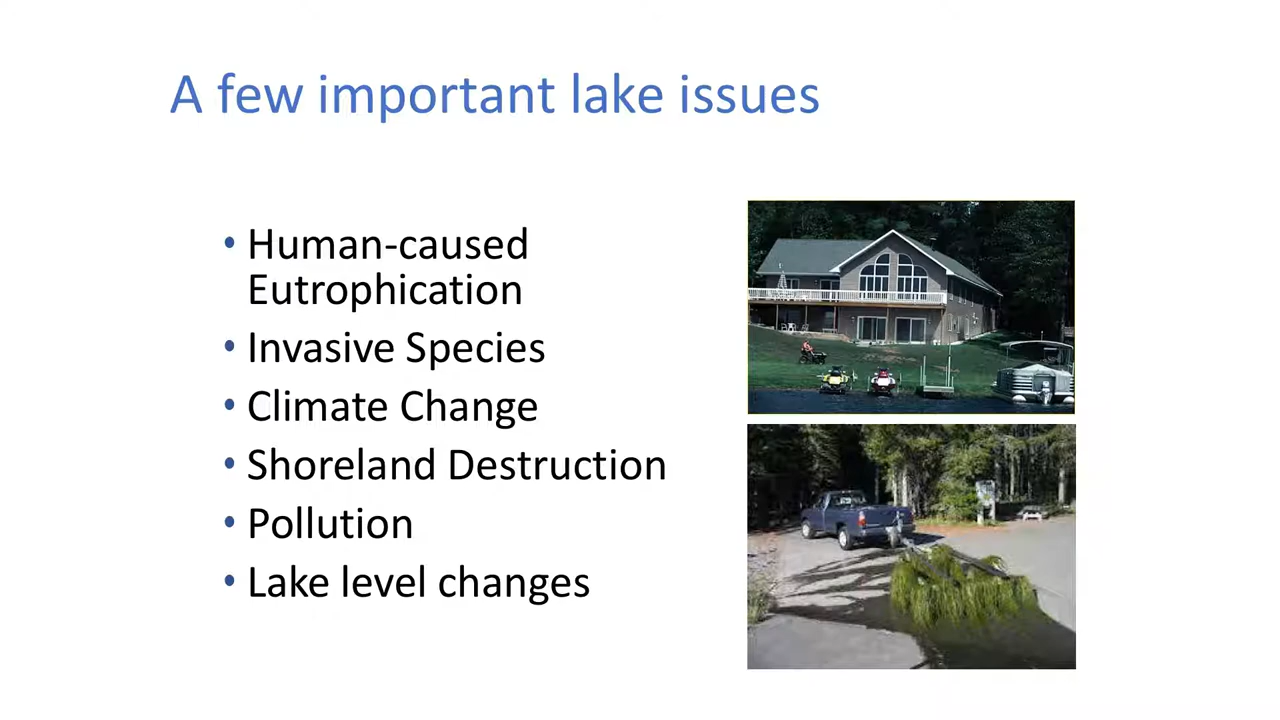 A few important lake issues
• Human-caused
Eutrophication
• Invasive Species
• Climate Change
• Shoreland Destruction
• Pollution
• Lake level changes